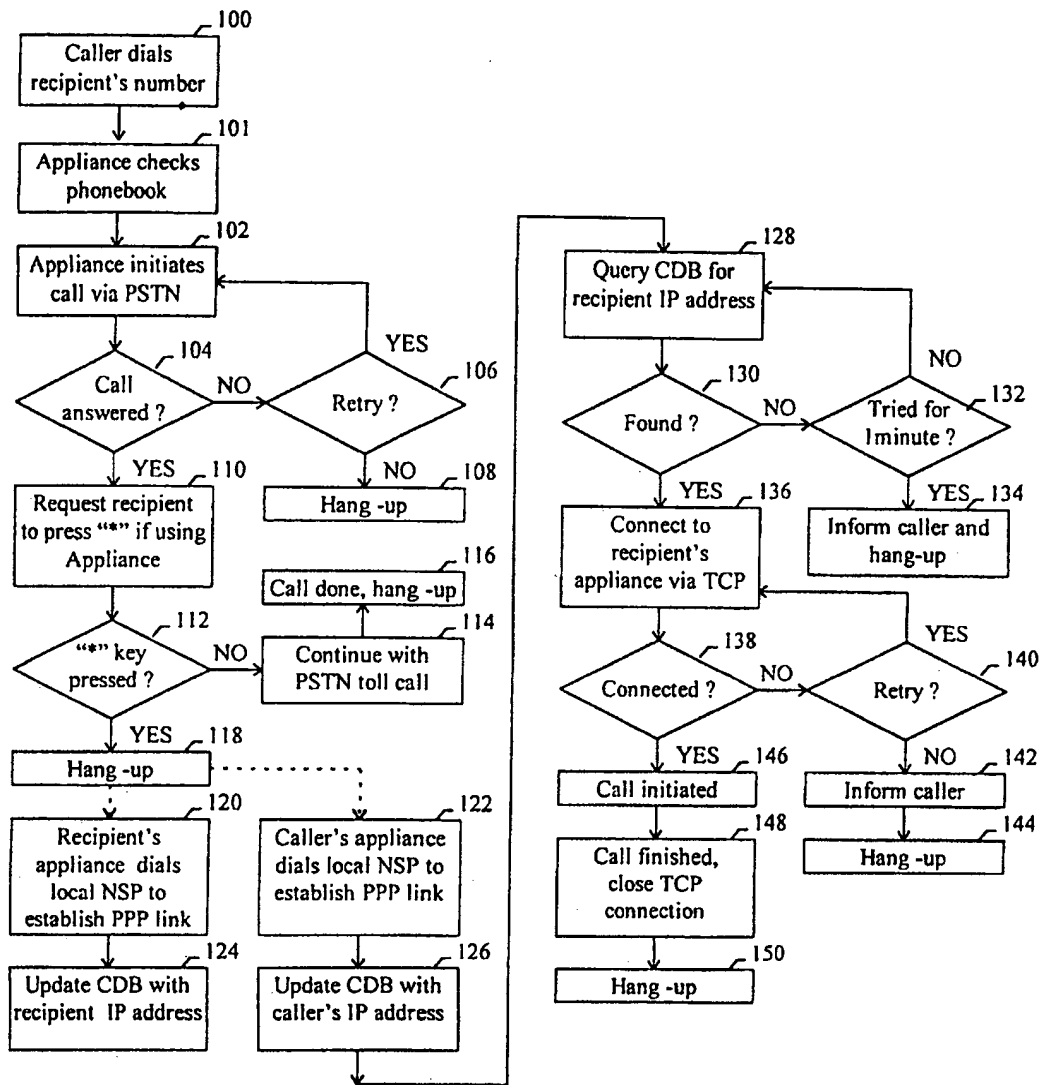 100
Caller dials
recipient's number
101
Appliance checks
phonebook
102
Appliance initiates
call via PSTN
YES
104
Call
answered ?
NO
106
Retry ?
YES
110
Request recipient
to press “*” if using
Appliance
NO
108
Hang -up
116
Call done, hang -up
112
“*” key
pressed ?
NO
114
Continue with
PSTN toll call
YES
118
Hang -up
120
Recipient's
appliance dials
local NSP to
establish PPP link
122
Caller's appliance
dials local NSP to
establish PPP link
124
Update CDB with
recipient IP address
126
Update CDB with
caller's IP address
128
Query CDB for
recipient IP address
NO
130
Found ?
NO
132
Tried for
1minute ?
YES
136
Connect to
recipient's
appliance via TCP
YES
134
Inform caller and
hang-up
YES
138
Connected ?
NO
140
Retry ?
YES
146
Call initiated
NO
142
Inform caller
148
Call finished,
close TCP
connection
144
Hang -up
150
Hang -up